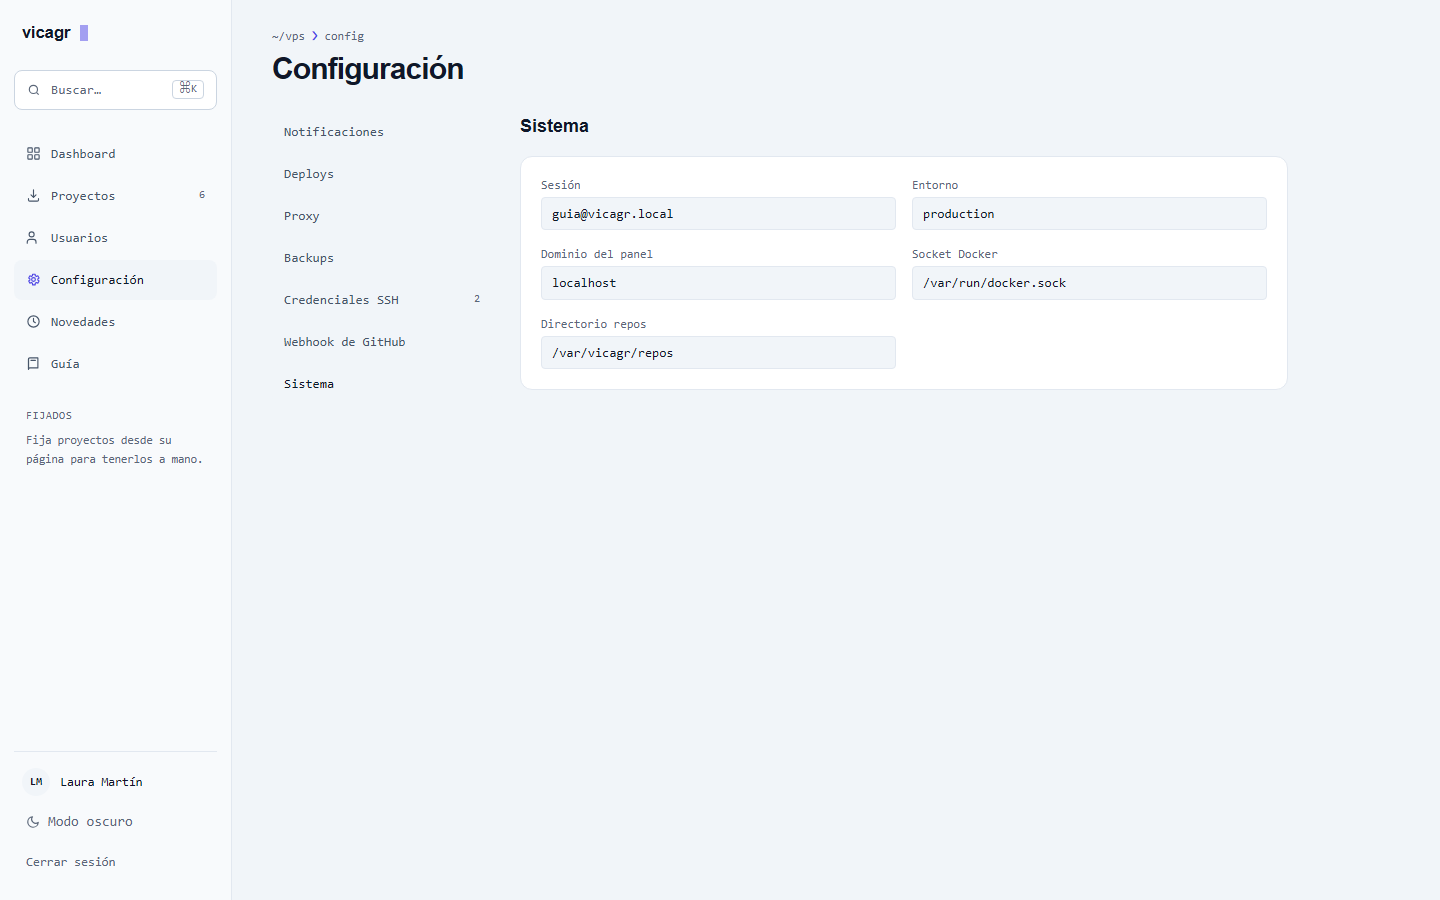 vicagr
Buscar…
⌘K
Dashboard
Proyectos 6
Usuarios
Configuración
Novedades
Guía
FIJADOS
Fija proyectos desde su
página para tenerlos a mano.
LM Laura Martín
Modo oscuro
Cerrar sesión
~/vps ❯ config
Configuración
Notificaciones
Deploys
Proxy
Backups
Credenciales SSH 2
Webhook de GitHub
Sistema
Sistema
Sesión
guia@vicagr.local
Entorno
production
Dominio del panel
localhost
Socket Docker
/var/run/docker.sock
Directorio repos
/var/vicagr/repos